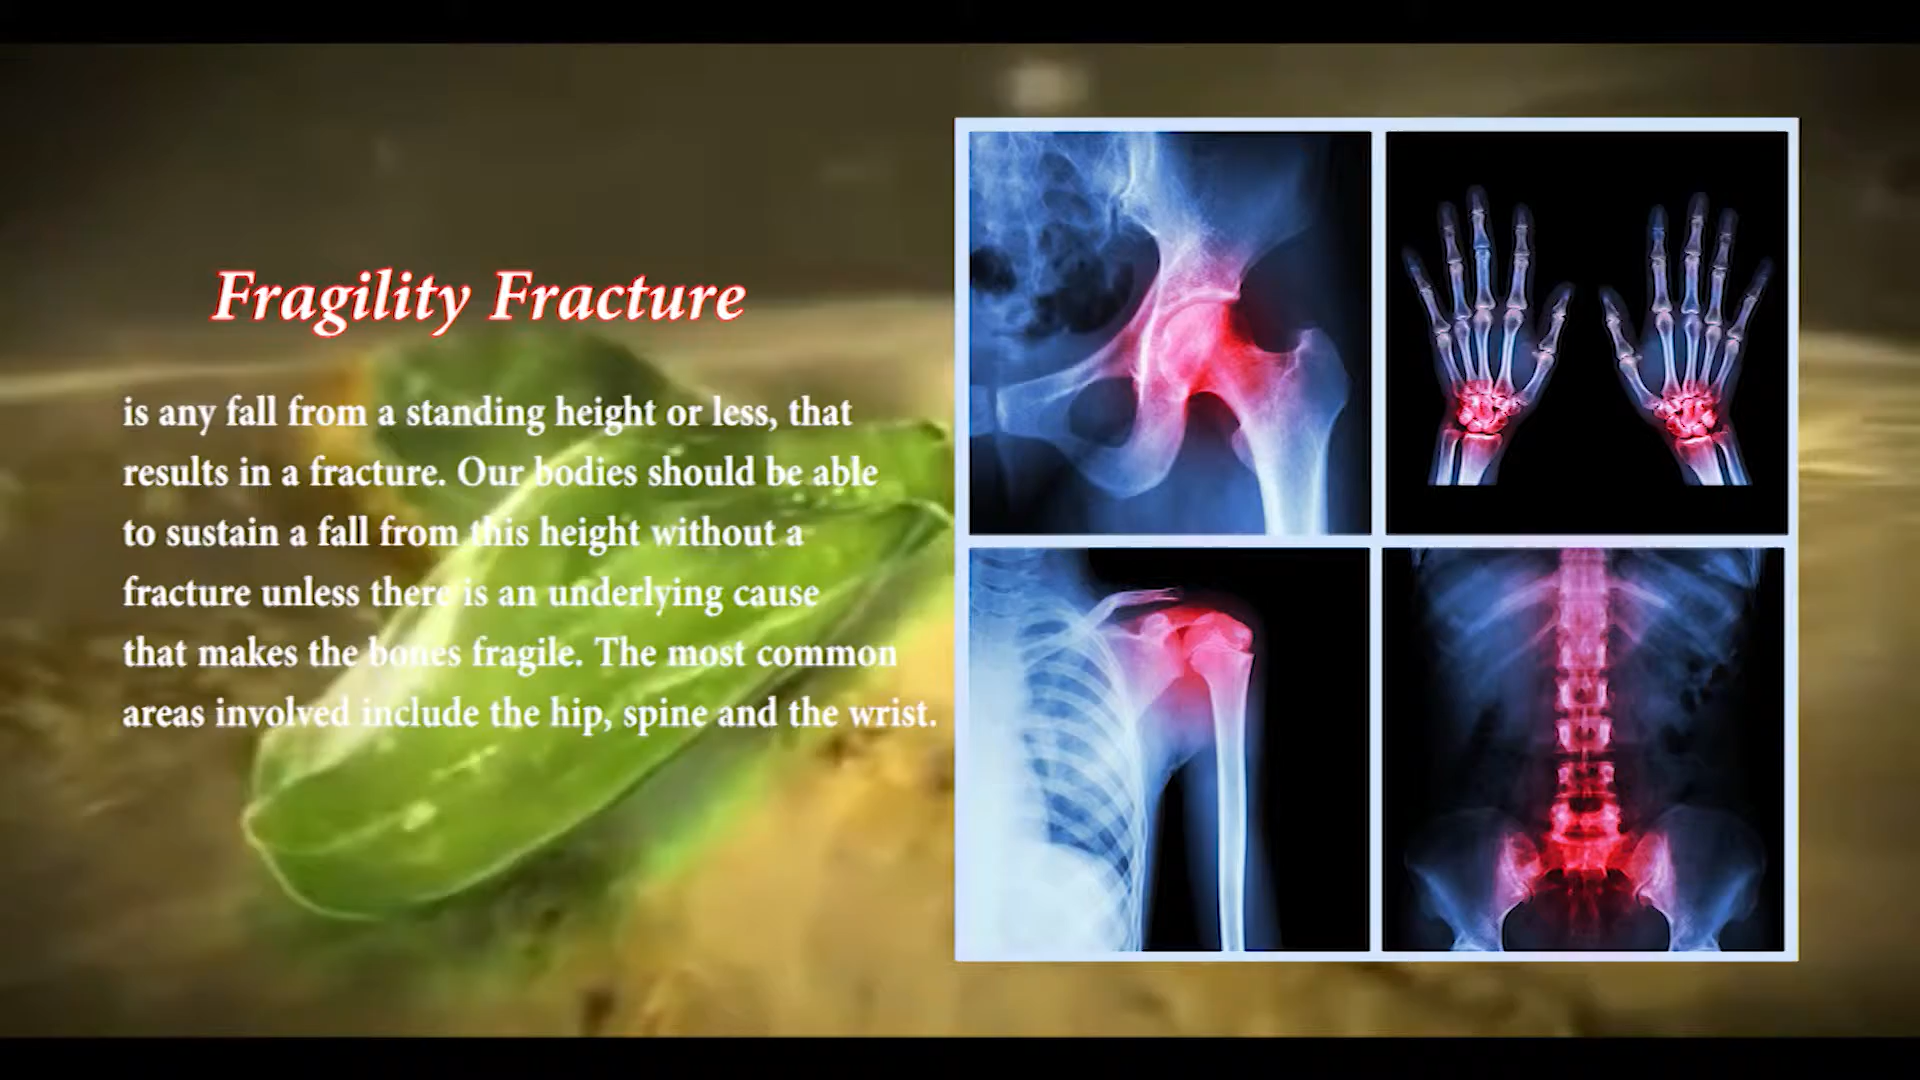 Fragility Fracture
is any fall from a standing height or less, that
results in a fracture. Our bodies should be able
to sustain a fall from this height without a
fracture unless there is an underlying cause
that makes the bones fragile. The most common
areas involved include the hip, spine and the wrist.